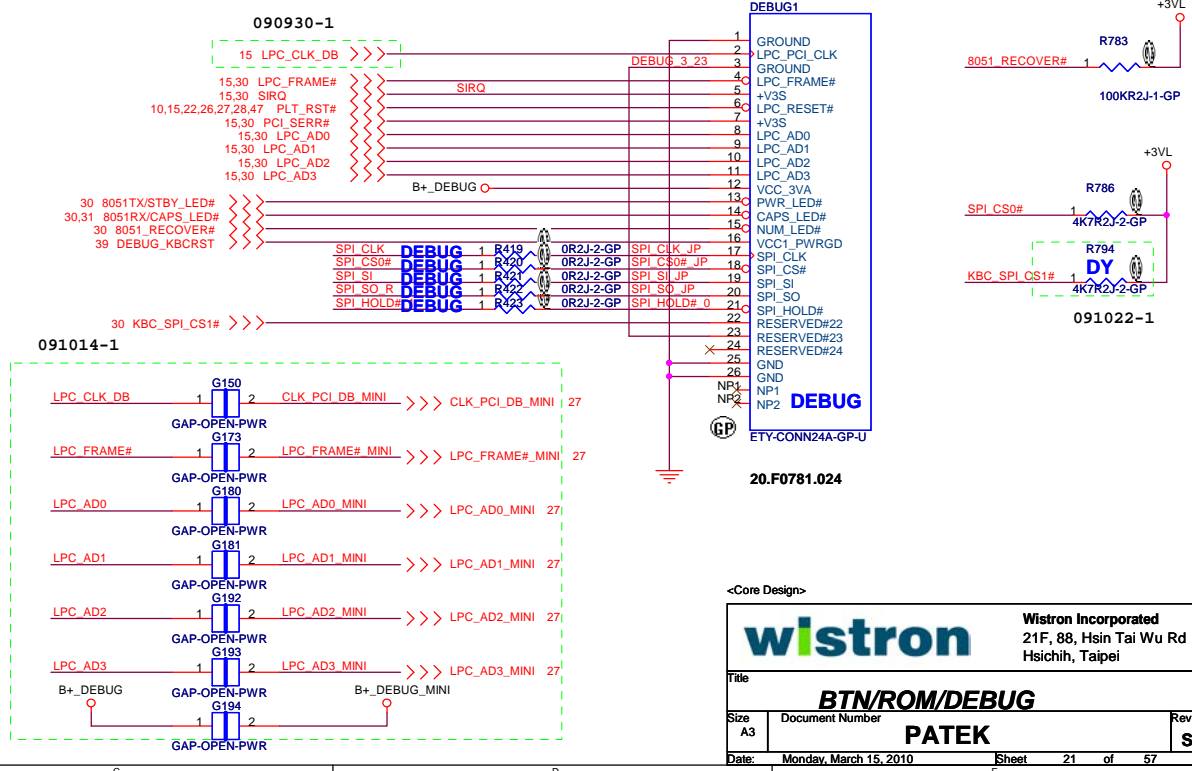 DEBUG1
090930-1
15 LPC_CLK_DB
15,30 LPC_FRAME#
15,30 SIRQ
SIRQ
10,15,22,26,27,28,47 PLT_RST#
15,30 PCI_SERR#
15,30 LPC_AD0
15,30 LPC_AD1
15,30 LPC_AD2
15,30 LPC_AD3
B+_DEBUG
30 8051TX/STBY_LED#
30,31 8051RX/CAPS_LED#
30 8051_RECOVER#
39 DEBUG_KBCRST
DEBUG_3_23
SPI_CLK DEBUG 1 R419 0R2J-2-GP SPI_CLK_JP
SPI_CS0# DEBUG 1 R420 0R2J-2-GP SPI_CS0#_JP
SPI_SI DEBUG 1 R421 0R2J-2-GP SPI_SI_JP
SPI_SO_R DEBUG 1 R422 0R2J-2-GP SPI_SO_JP
SPI_HOLD# DEBUG 1 R423 0R2J-2-GP SPI_HOLD#_0
30 KBC_SPI_CS1#
1 GROUND
2 LPC_PCI_CLK
3 GROUND
4 LPC_FRAME#
5 +V3S
6 LPC_RESET#
7 +V3S
8 LPC_AD0
9 LPC_AD1
10 LPC_AD2
11 LPC_AD3
12 VCC_3VA
13 PWR_LED#
14 CAPS_LED#
15 NUM_LED#
16 VCC1_PWRGD
17 SPI_CLK
18 SPI_CS#
19 SPI_SI
20 SPI_SO
21 SPI_HOLD#
22 RESERVED#22
23 RESERVED#23
24 RESERVED#24
25 GND
26 GND
NP1 NP1
NP2 NP2
DEBUG
GP
ETY-CONN24A-GP-U
20.F0781.024
+3VL
R783
8051_RECOVER# 1
100KR2J-1-GP
+3VL
R786
SPI_CS0# 1
4K7R2J-2-GP
R794
DY
KBC_SPI_CS1# 1
4K7R2J-2-GP
091022-1
091014-1
G150
LPC_CLK_DB 1 2 CLK_PCI_DB_MINI CLK_PCI_DB_MINI 27
GAP-OPEN-PWR
G173
LPC_FRAME# 1 2 LPC_FRAME#_MINI LPC_FRAME#_MINI 27
GAP-OPEN-PWR
G180
LPC_AD0 1 2 LPC_AD0_MINI LPC_AD0_MINI 27
GAP-OPEN-PWR
G181
LPC_AD1 1 2 LPC_AD1_MINI LPC_AD1_MINI 27
GAP-OPEN-PWR
G192
LPC_AD2 1 2 LPC_AD2_MINI LPC_AD2_MINI 27
GAP-OPEN-PWR
G193
LPC_AD3 1 2 LPC_AD3_MINI LPC_AD3_MINI 27
GAP-OPEN-PWR
B+_DEBUG B+_DEBUG_MINI
G194
1 2
GAP-OPEN-PWR
<Core Design>
wistron
Wistron Incorporated
21F, 88, Hsin Tai Wu Rd
Hsichih, Taipei
Title
BTN/ROM/DEBUG
Size
A3
Document Number
PATEK
Rev
S
Date: Monday, March 15, 2010 Sheet 21 of 57